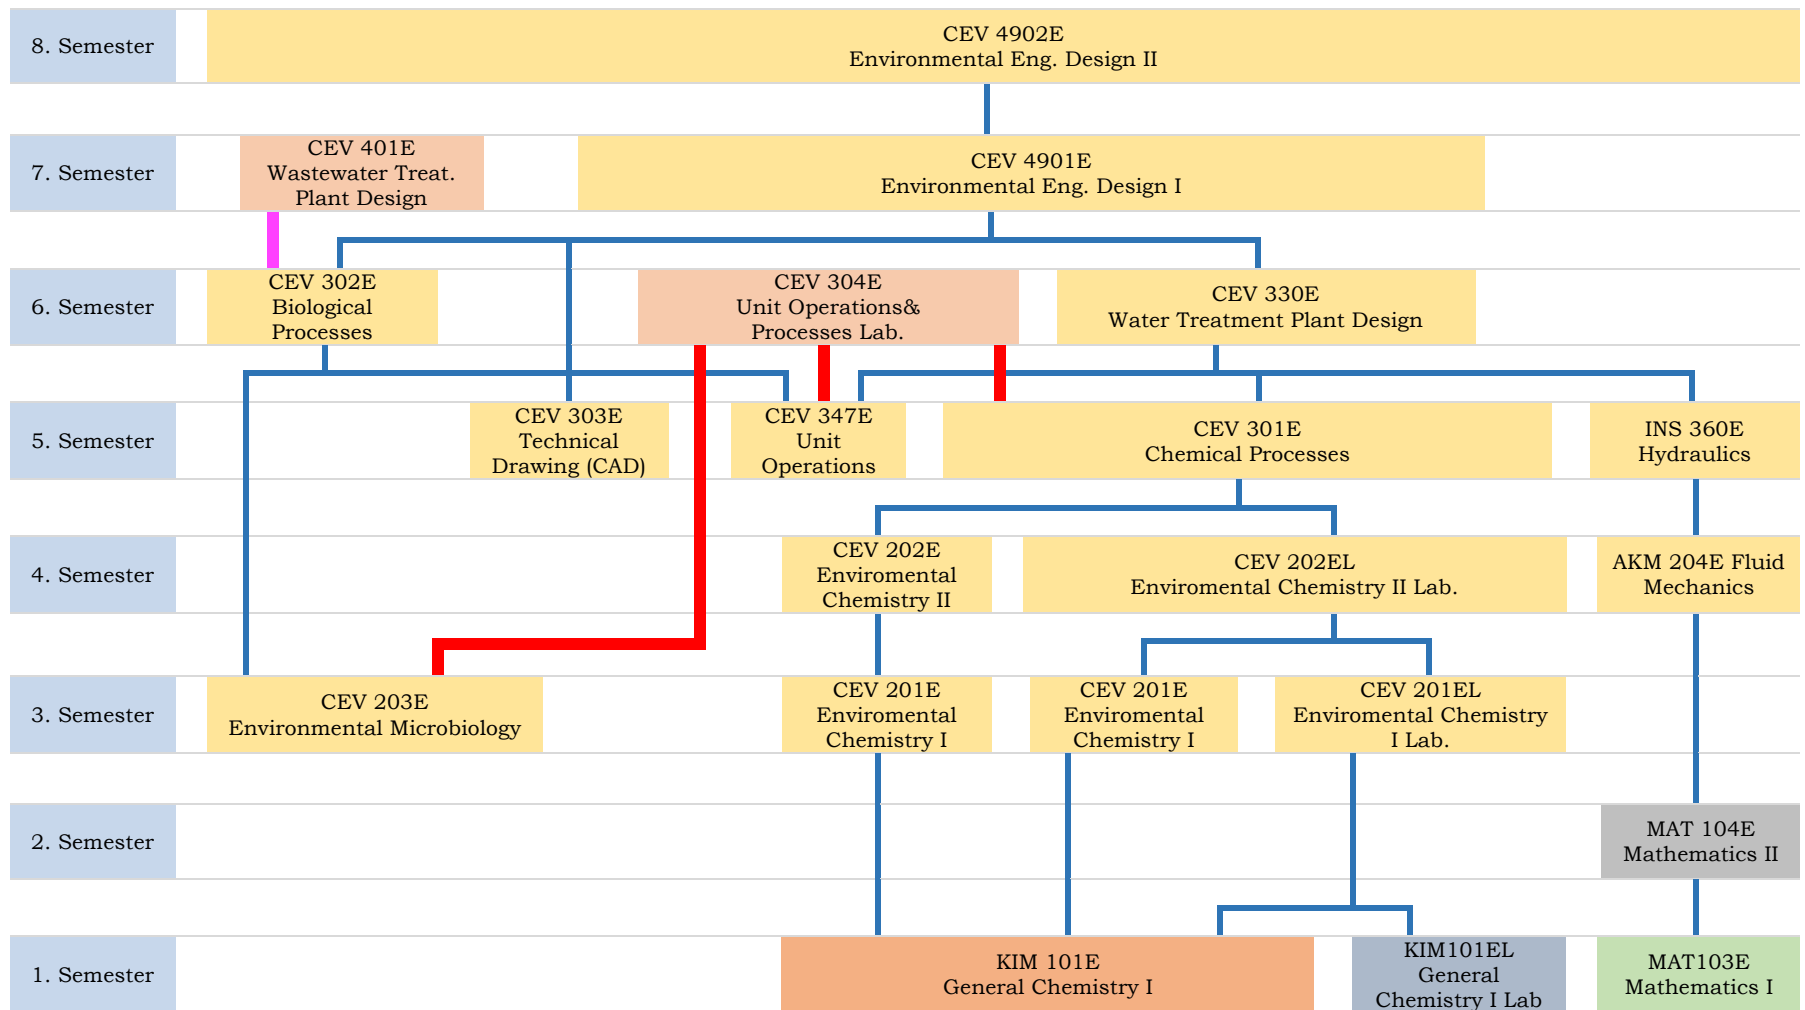 8. Semester
CEV 4902E
Environmental Eng. Design II
7. Semester
CEV 401E
Wastewater Treat.
Plant Design
CEV 4901E
Environmental Eng. Design I
6. Semester
CEV 302E
Biological
Processes
CEV 304E
Unit Operations&
Processes Lab.
CEV 330E
Water Treatment Plant Design
5. Semester
CEV 303E
Technical
Drawing (CAD)
CEV 347E
Unit
Operations
CEV 301E
Chemical Processes
INS 360E
Hydraulics
4. Semester
CEV 202E
Enviromental
Chemistry II
CEV 202EL
Enviromental Chemistry II Lab.
AKM 204E Fluid
Mechanics
3. Semester
CEV 203E
Environmental Microbiology
CEV 201E
Enviromental
Chemistry I
CEV 201E
Enviromental
Chemistry I
CEV 201EL
Enviromental Chemistry
I Lab.
2. Semester
MAT 104E
Mathematics II
1. Semester
KIM 101E
General Chemistry I
KIM101EL
General
Chemistry I Lab
MAT103E
Mathematics I